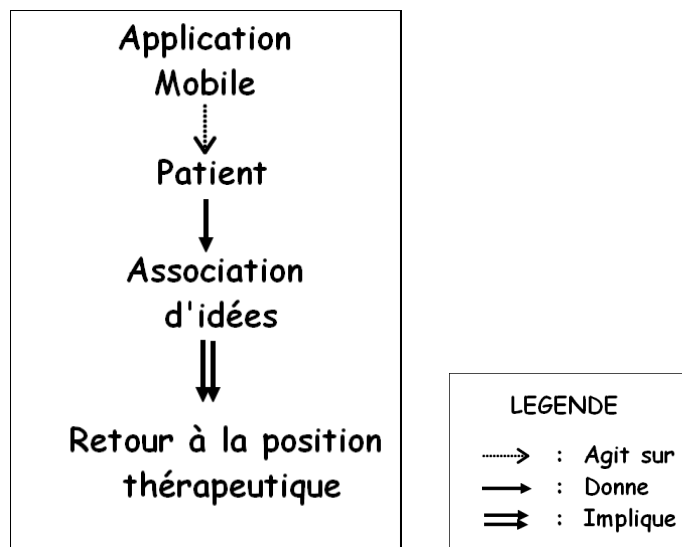 Application
Mobile
Patient
Association
d'idées
Retour à la position
thérapeutique
LEGENDE
: Agit sur
: Donne
: Implique